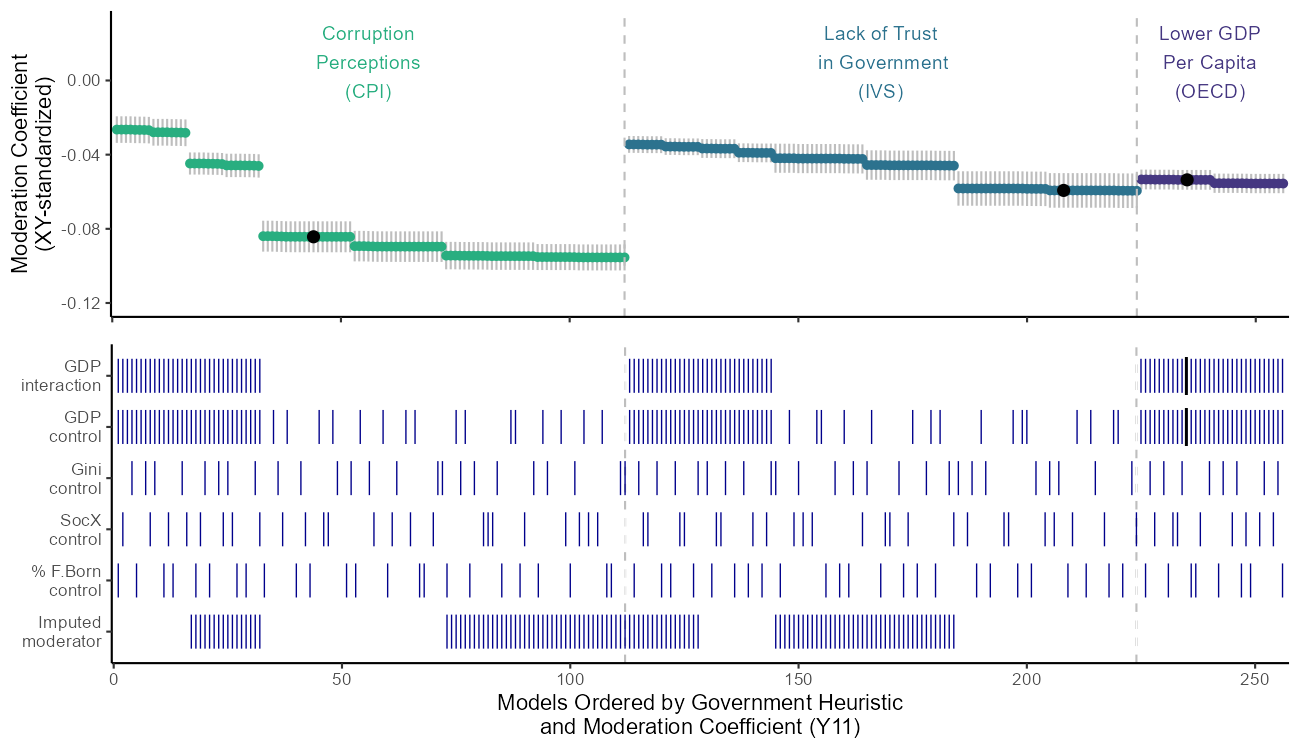 Corruption
Perceptions
(CPI)
Lack of Trust
in Government
(IVS)
Lower GDP
Per Capita
(OECD)
Moderation Coefficient
(XY-standardized)
0.00
-0.04
-0.08
-0.12
GDP
interaction
GDP
control
Gini
control
SocX
control
% F.Born
control
Imputed
moderator
0 50 100 150 200 250
Models Ordered by Government Heuristic
and Moderation Coefficient (Y11)